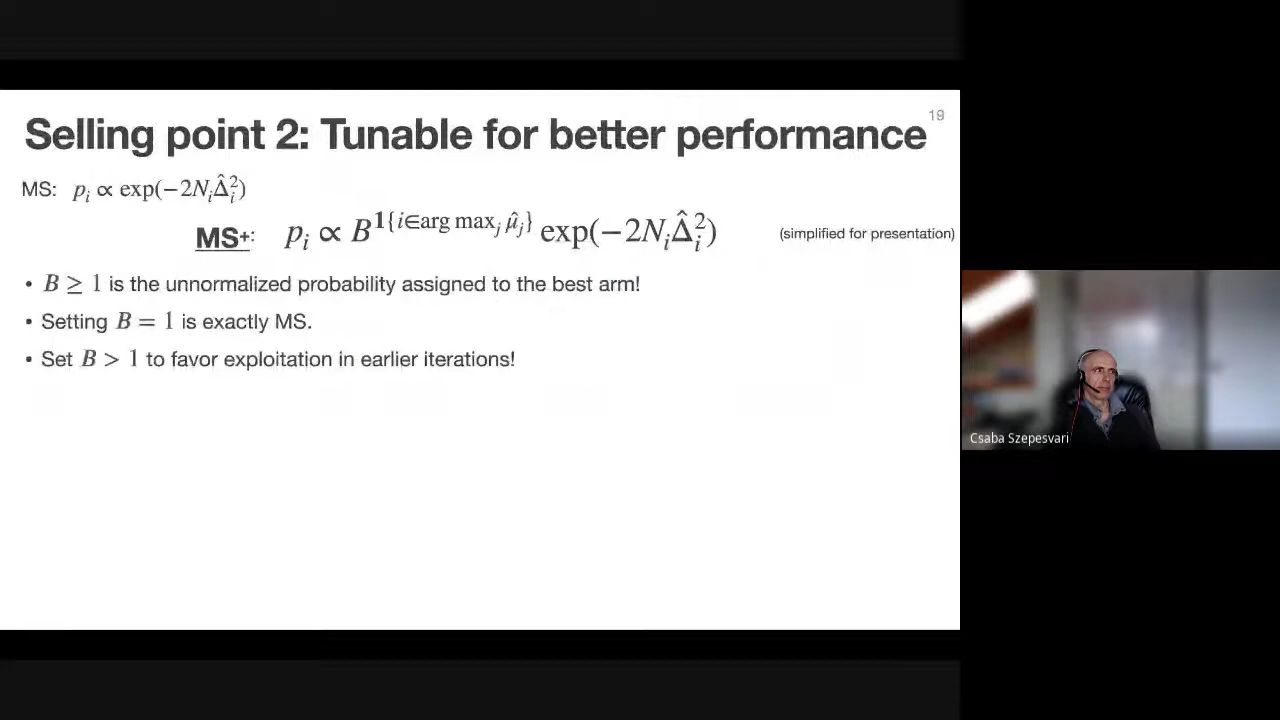 19
Selling point 2: Tunable for better performance
MS: p_i ∝ exp(−2N_i Δ̂_i^2)
MS+: p_i ∝ B^{1{i∈arg max_j μ̂_j}} exp(−2N_i Δ̂_i^2) (simplified for presentation)
• B ≥ 1 is the unnormalized probability assigned to the best arm!
• Setting B = 1 is exactly MS.
• Set B > 1 to favor exploitation in earlier iterations!
Csaba Szepesvari